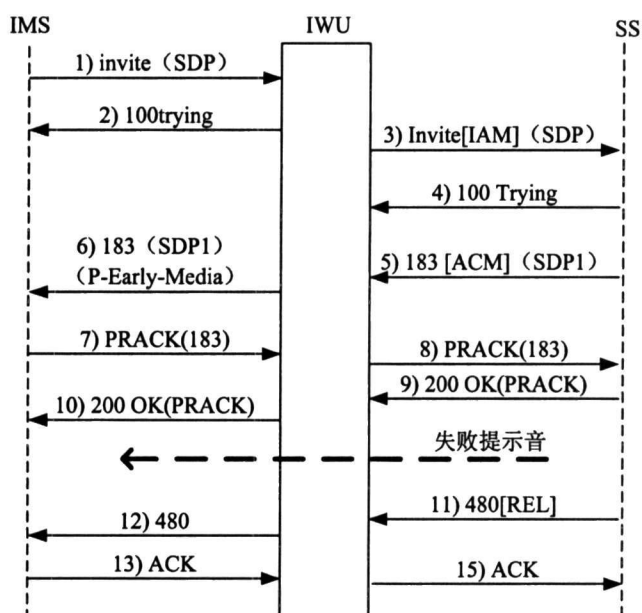 IMS
IWU
SS
1) invite（SDP）
2) 100trying
3) Invite[IAM]（SDP）
4) 100 Trying
5) 183 [ACM]（SDP1）
6) 183（SDP1）
（P-Early-Media）
7) PRACK(183)
8) PRACK(183)
9) 200 OK(PRACK)
10) 200 OK(PRACK)
失败提示音
11) 480[REL]
12) 480
13) ACK
15) ACK